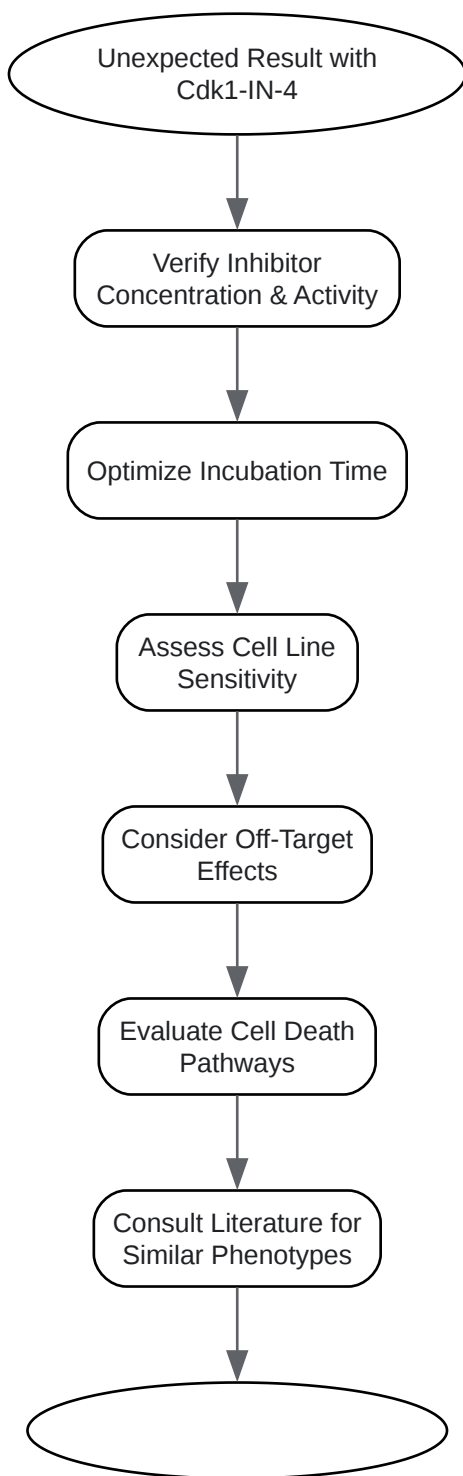 Unexpected Result with
Cdk1-IN-4
Verify Inhibitor
Concentration & Activity
Optimize Incubation Time
Assess Cell Line
Sensitivity
Consider Off-Target
Effects
Evaluate Cell Death
Pathways
Consult Literature for
Similar Phenotypes